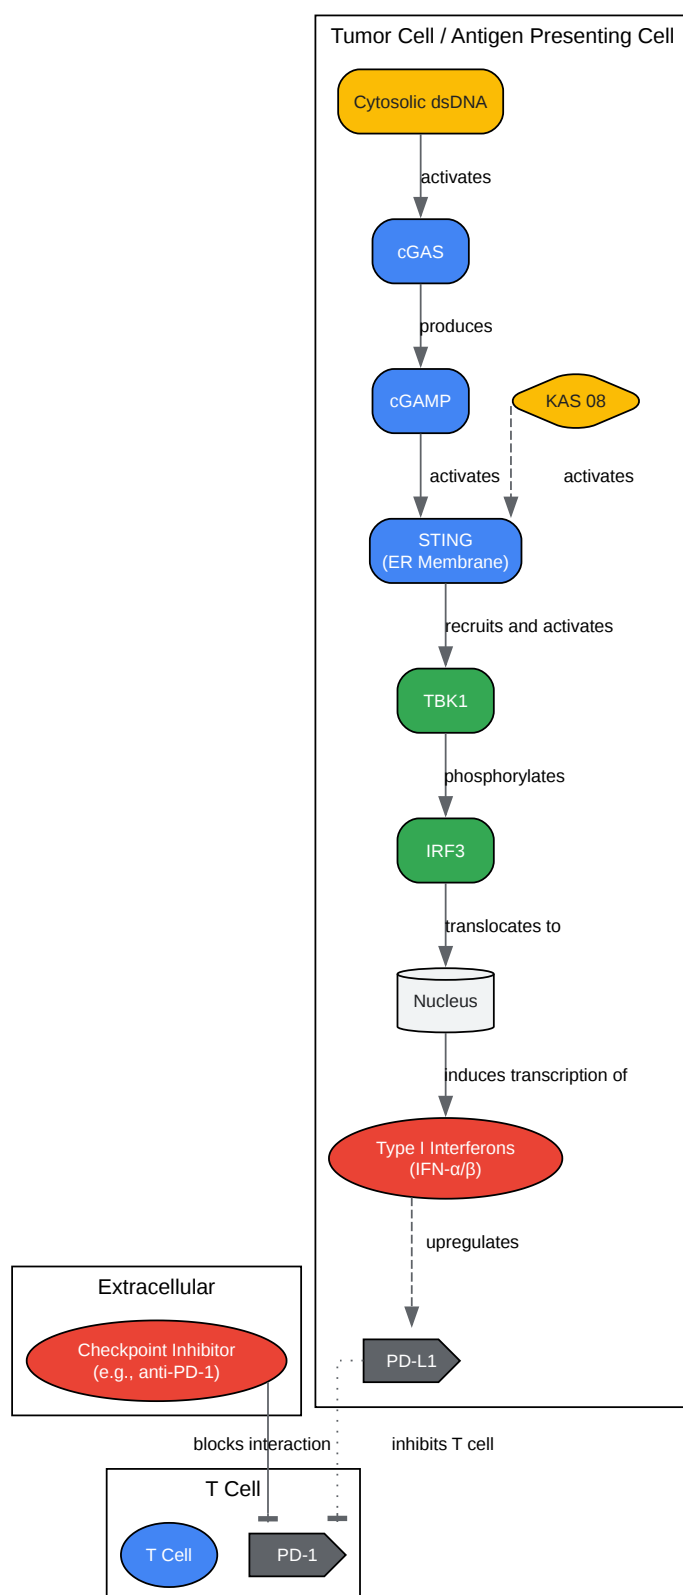 Tumor Cell / Antigen Presenting Cell
Cytosolic dsDNA
activates
cGAS
produces
cGAMP
KAS 08
activates
activates
STING
(ER Membrane)
recruits and activates
TBK1
phosphorylates
IRF3
translocates to
Nucleus
induces transcription of
Type I Interferons
(IFN-α/β)
upregulates
Extracellular
Checkpoint Inhibitor
(e.g., anti-PD-1)
PD-L1
blocks interaction
inhibits T cell
T Cell
T Cell
PD-1